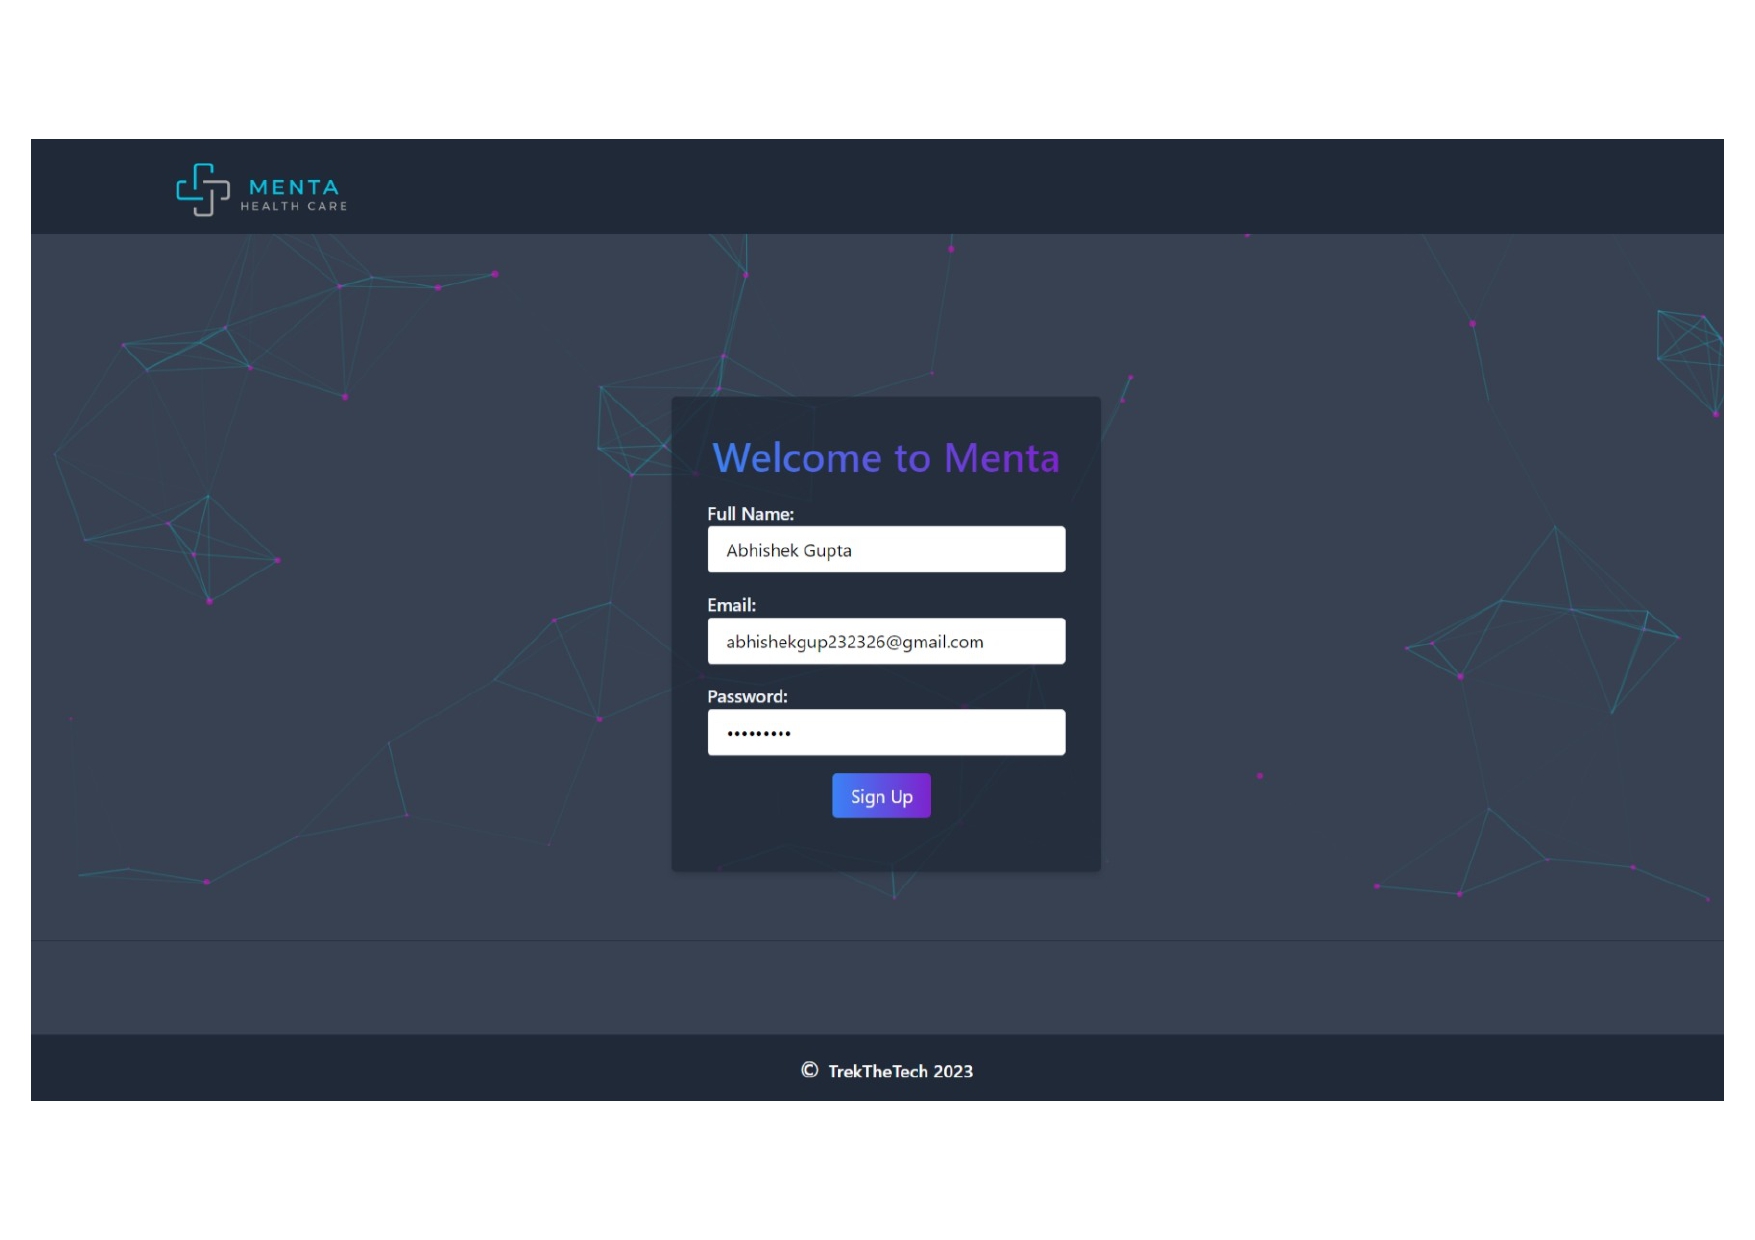 MENTA
HEALTH CARE
Welcome to Menta
Full Name:
Abhishek Gupta
Email:
abhishekgup232326@gmail.com
Password:
•••••••••
Sign Up
© TrekTheTech 2023